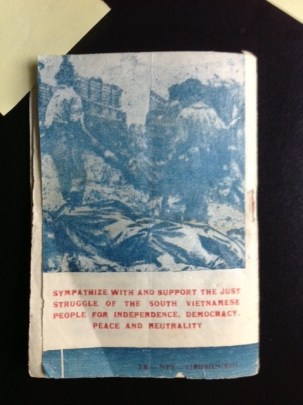 SYMPATHIZE WITH AND SUPPORT THE JUST
STRUGGLE OF THE SOUTH VIETNAMESE
PEOPLE FOR INDEPENDENCE, DEMOCRACY,
PEACE AND NEUTRALITY